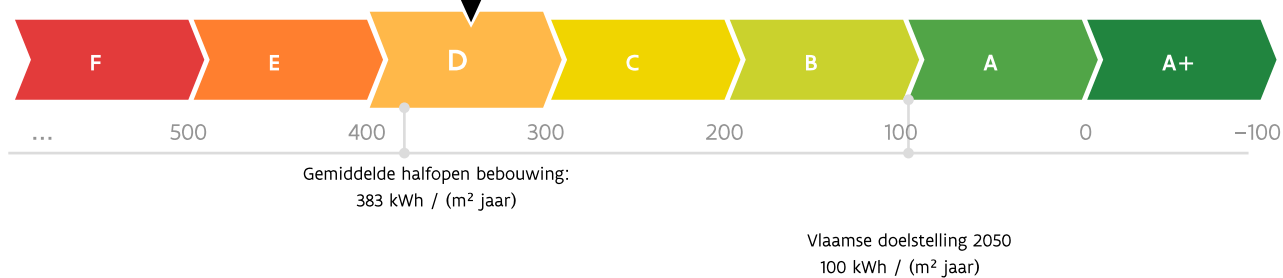 F E D C B A A+
... 500 400 300 200 100 0 −100
Gemiddelde halfopen bebouwing:
383 kWh / (m² jaar)
Vlaamse doelstelling 2050
100 kWh / (m² jaar)